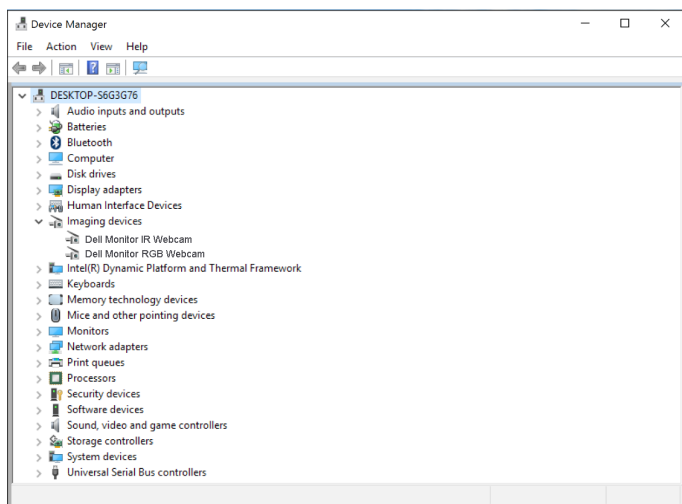 Device Manager
File Action View Help
DESKTOP-S6G3G76
Audio inputs and outputs
Batteries
Bluetooth
Computer
Disk drives
Display adapters
Human Interface Devices
Imaging devices
Dell Monitor IR Webcam
Dell Monitor RGB Webcam
Intel(R) Dynamic Platform and Thermal Framework
Keyboards
Memory technology devices
Mice and other pointing devices
Monitors
Network adapters
Print queues
Processors
Security devices
Software devices
Sound, video and game controllers
Storage controllers
System devices
Universal Serial Bus controllers